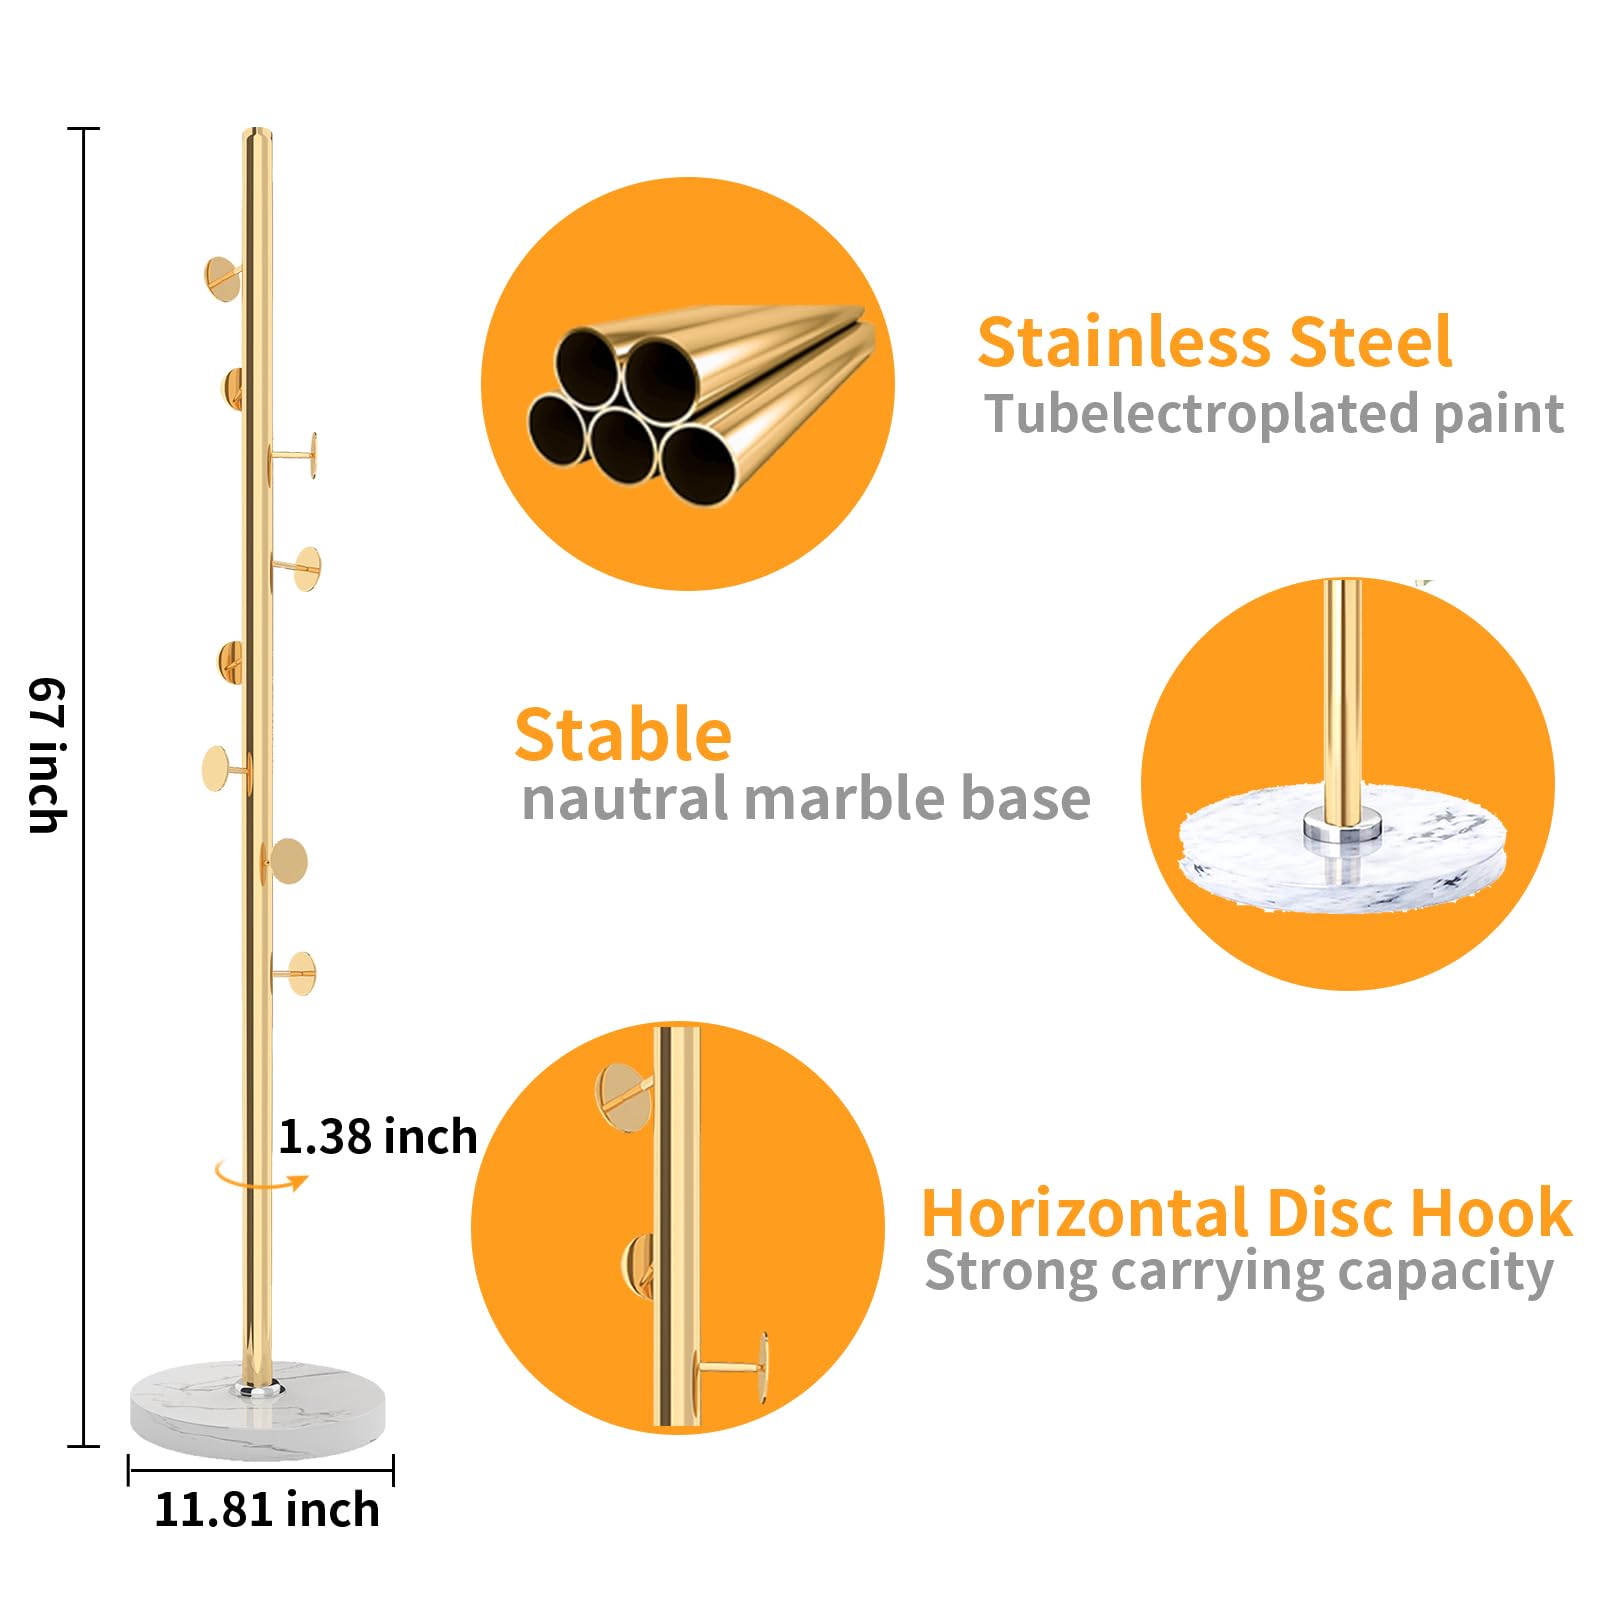 Stainless Steel
Tubelectroplated paint
67 inch
Stable
nautral marble base
1.38 inch
Horizontal Disc Hook
Strong carrying capacity
11.81 inch